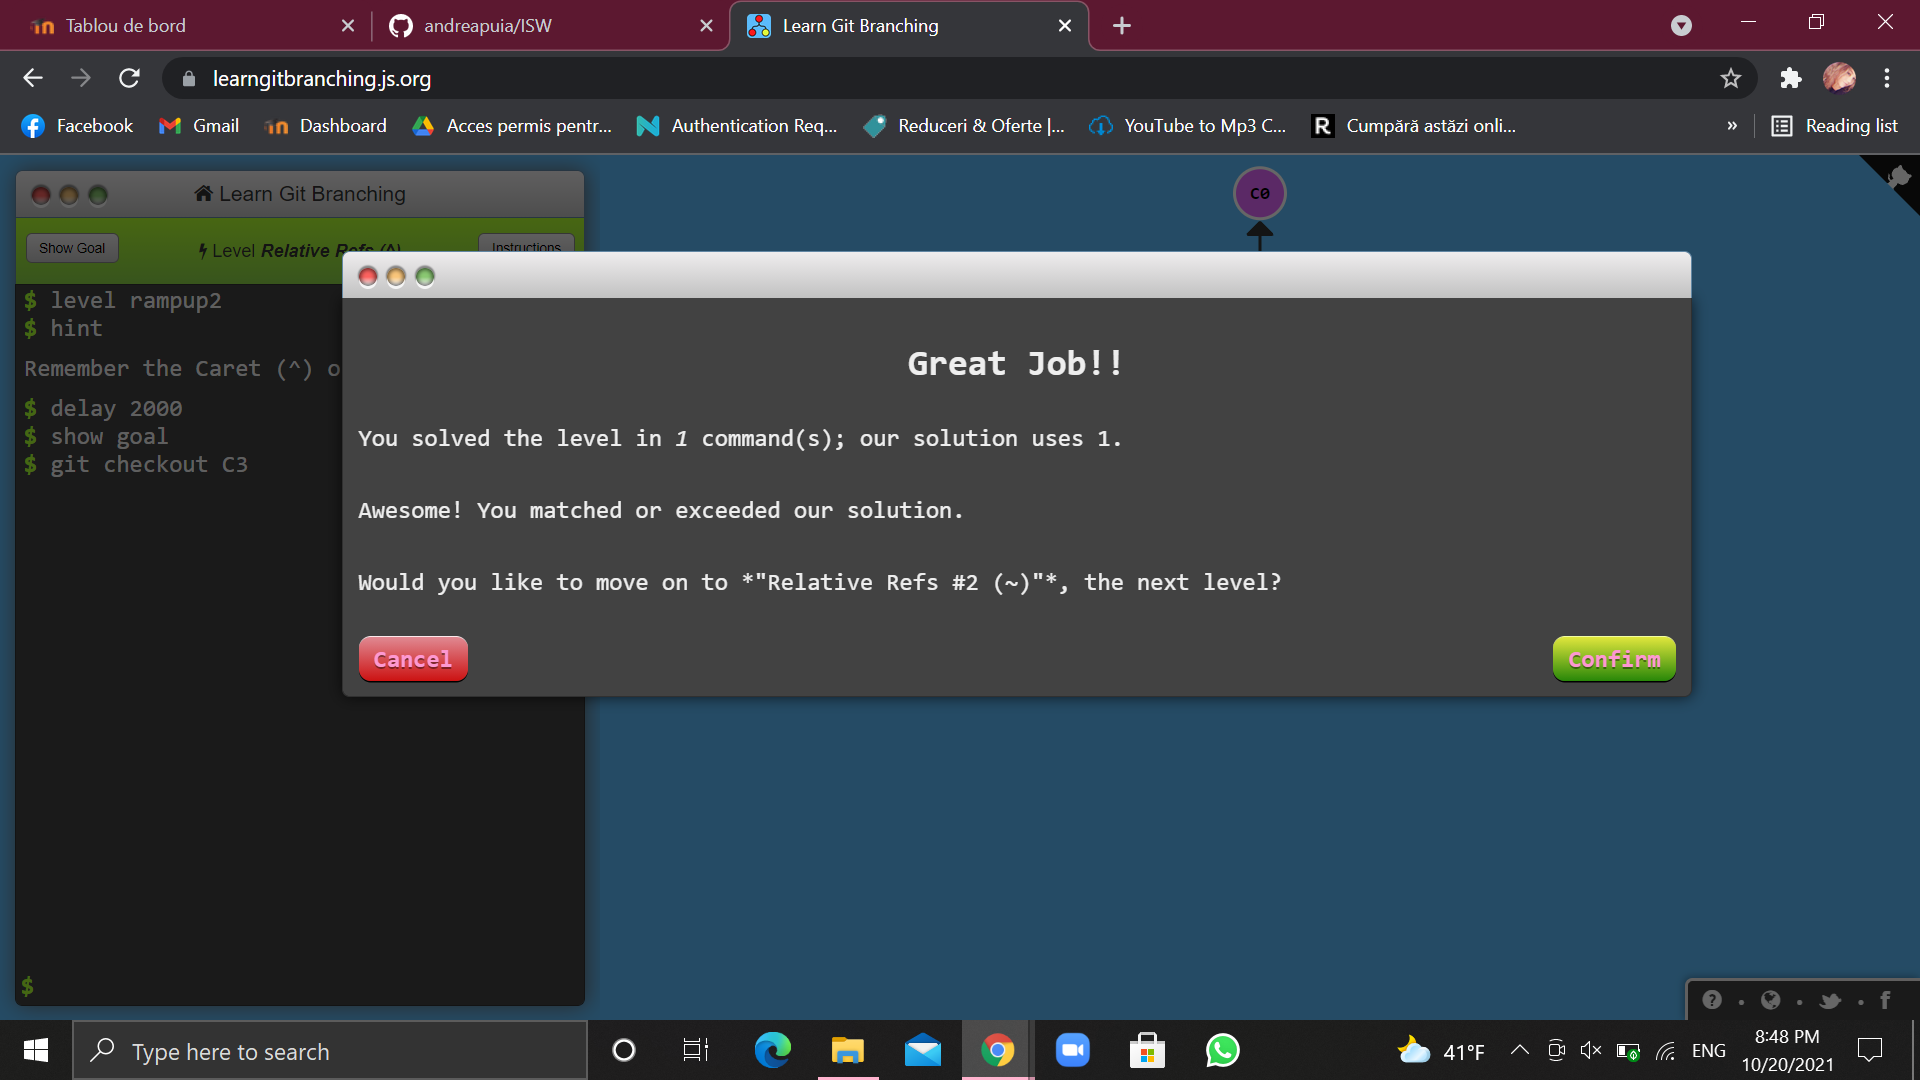 Tablou de bord
andreapuia/ISW
Learn Git Branching
learngitbranching.js.org
Facebook
Gmail
Dashboard
Acces permis pentr...
Authentication Req...
Reduceri & Oferte |...
YouTube to Mp3 C...
R
Cumpără astăzi onli...
»
Reading list
Learn Git Branching
C0
Show Goal
Level Relative Refs (^)
Instructions
$ level rampup2
$ hint
Remember the Caret (^) o
$ delay 2000
$ show goal
$ git checkout C3
$
Great Job!!
You solved the level in 1 command(s); our solution uses 1.
Awesome! You matched or exceeded our solution.
Would you like to move on to *"Relative Refs #2 (~)"*, the next level?
Cancel
Confirm
Type here to search
41°F
ENG
8:48 PM
10/20/2021